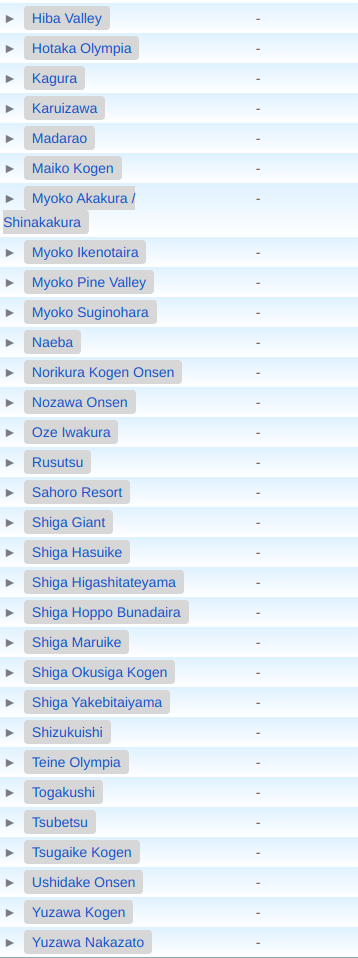 ▶ Hiba Valley -
▶ Hotaka Olympia -
▶ Kagura -
▶ Karuizawa -
▶ Madarao -
▶ Maiko Kogen -
▶ Myoko Akakura / -
Shinakakura
▶ Myoko Ikenotaira -
▶ Myoko Pine Valley -
▶ Myoko Suginohara -
▶ Naeba -
▶ Norikura Kogen Onsen -
▶ Nozawa Onsen -
▶ Oze Iwakura -
▶ Rusutsu -
▶ Sahoro Resort -
▶ Shiga Giant -
▶ Shiga Hasuike -
▶ Shiga Higashitateyama -
▶ Shiga Hoppo Bunadaira -
▶ Shiga Maruike -
▶ Shiga Okusiga Kogen -
▶ Shiga Yakebitaiyama -
▶ Shizukuishi -
▶ Teine Olympia -
▶ Togakushi -
▶ Tsubetsu -
▶ Tsugaike Kogen -
▶ Ushidake Onsen -
▶ Yuzawa Kogen -
▶ Yuzawa Nakazato -